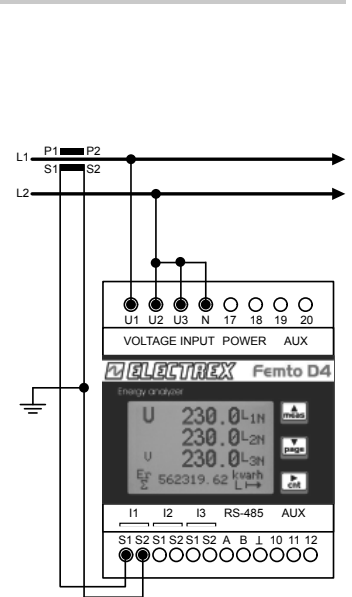 P1 P2
L1
S1 S2
L2
U1 U2 U3 N 17 18 19 20
VOLTAGE INPUT POWER AUX
ELECTREX Femto D4
Energy analyzer
U 230.0 L1N
230.0 L2N
U 230.0 L3N
Er Σ 562319.62 kvarh L
meas
page
cnt
I1 I2 I3 RS-485 AUX
S1 S2 S1 S2 S1 S2 A B ⊥ 10 11 12